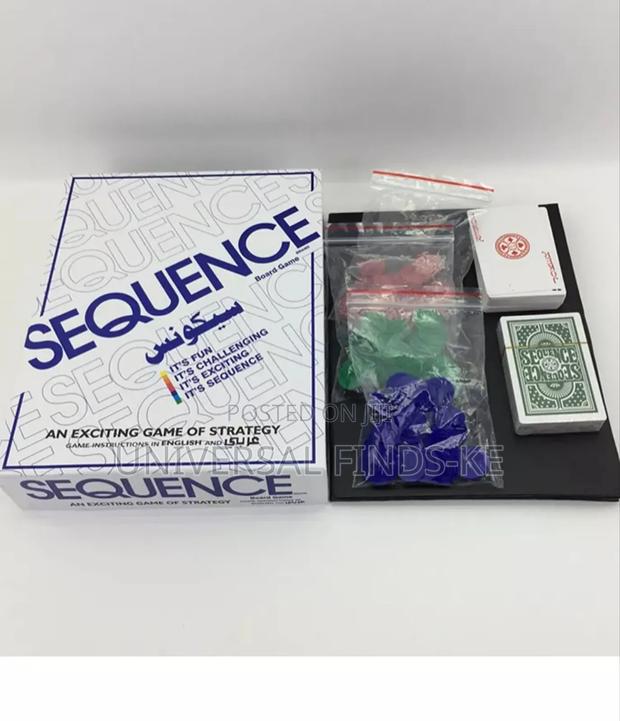 SEQUENCE
Board Game
سيكونس
IT'S FUN
IT'S CHALLENGING
IT'S EXCITING
IT'S SEQUENCE
AN EXCITING GAME OF STRATEGY
GAME INSTRUCTIONS IN ENGLISH AND عربي
SEQUENCE
Board Game
AN EXCITING GAME OF STRATEGY
SEQUENCE
POSTED ON JIJI
UNIVERSAL FINDS-KE